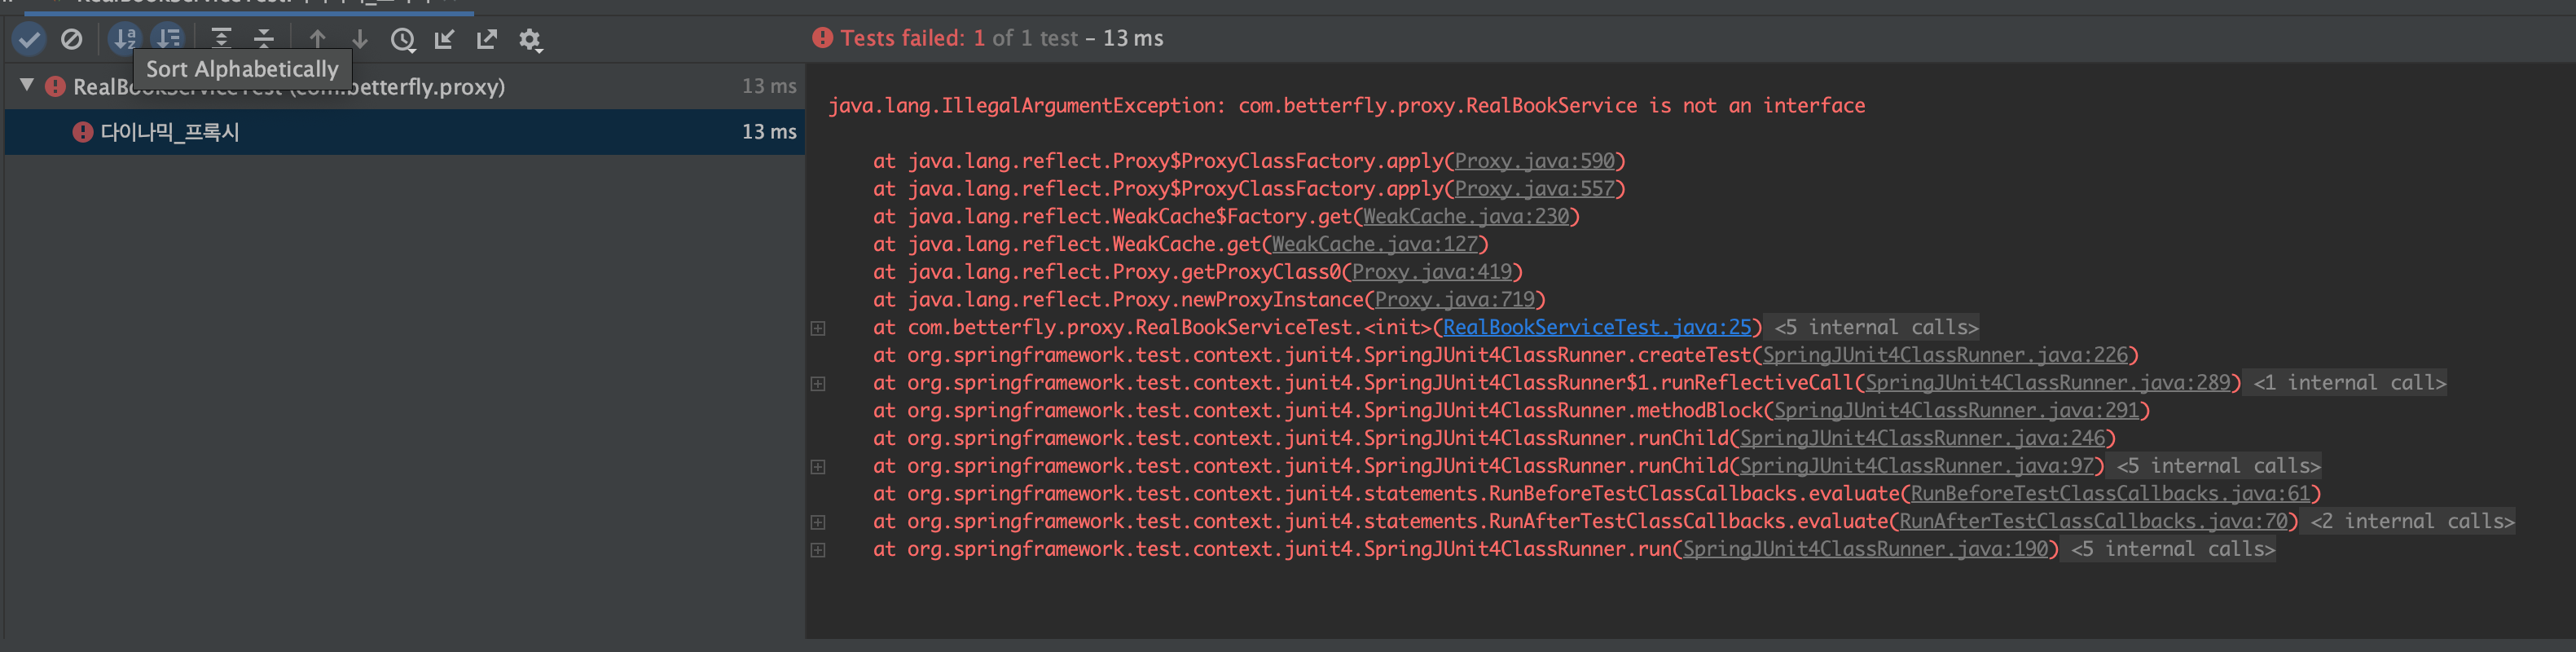 Tests failed: 1 of 1 test – 13 ms
Sort Alphabetically
RealBookServiceTest (com.betterfly.proxy) 13 ms
다이나믹_프록시 13 ms
java.lang.IllegalArgumentException: com.betterfly.proxy.RealBookService is not an interface
at java.lang.reflect.Proxy$ProxyClassFactory.apply(Proxy.java:590)
at java.lang.reflect.Proxy$ProxyClassFactory.apply(Proxy.java:557)
at java.lang.reflect.WeakCache$Factory.get(WeakCache.java:230)
at java.lang.reflect.WeakCache.get(WeakCache.java:127)
at java.lang.reflect.Proxy.getProxyClass0(Proxy.java:419)
at java.lang.reflect.Proxy.newProxyInstance(Proxy.java:719)
at com.betterfly.proxy.RealBookServiceTest.<init>(RealBookServiceTest.java:25) <5 internal calls>
at org.springframework.test.context.junit4.SpringJUnit4ClassRunner.createTest(SpringJUnit4ClassRunner.java:226)
at org.springframework.test.context.junit4.SpringJUnit4ClassRunner$1.runReflectiveCall(SpringJUnit4ClassRunner.java:289) <1 internal call>
at org.springframework.test.context.junit4.SpringJUnit4ClassRunner.methodBlock(SpringJUnit4ClassRunner.java:291)
at org.springframework.test.context.junit4.SpringJUnit4ClassRunner.runChild(SpringJUnit4ClassRunner.java:246)
at org.springframework.test.context.junit4.SpringJUnit4ClassRunner.runChild(SpringJUnit4ClassRunner.java:97) <5 internal calls>
at org.springframework.test.context.junit4.statements.RunBeforeTestClassCallbacks.evaluate(RunBeforeTestClassCallbacks.java:61)
at org.springframework.test.context.junit4.statements.RunAfterTestClassCallbacks.evaluate(RunAfterTestClassCallbacks.java:70) <2 internal calls>
at org.springframework.test.context.junit4.SpringJUnit4ClassRunner.run(SpringJUnit4ClassRunner.java:190) <5 internal calls>